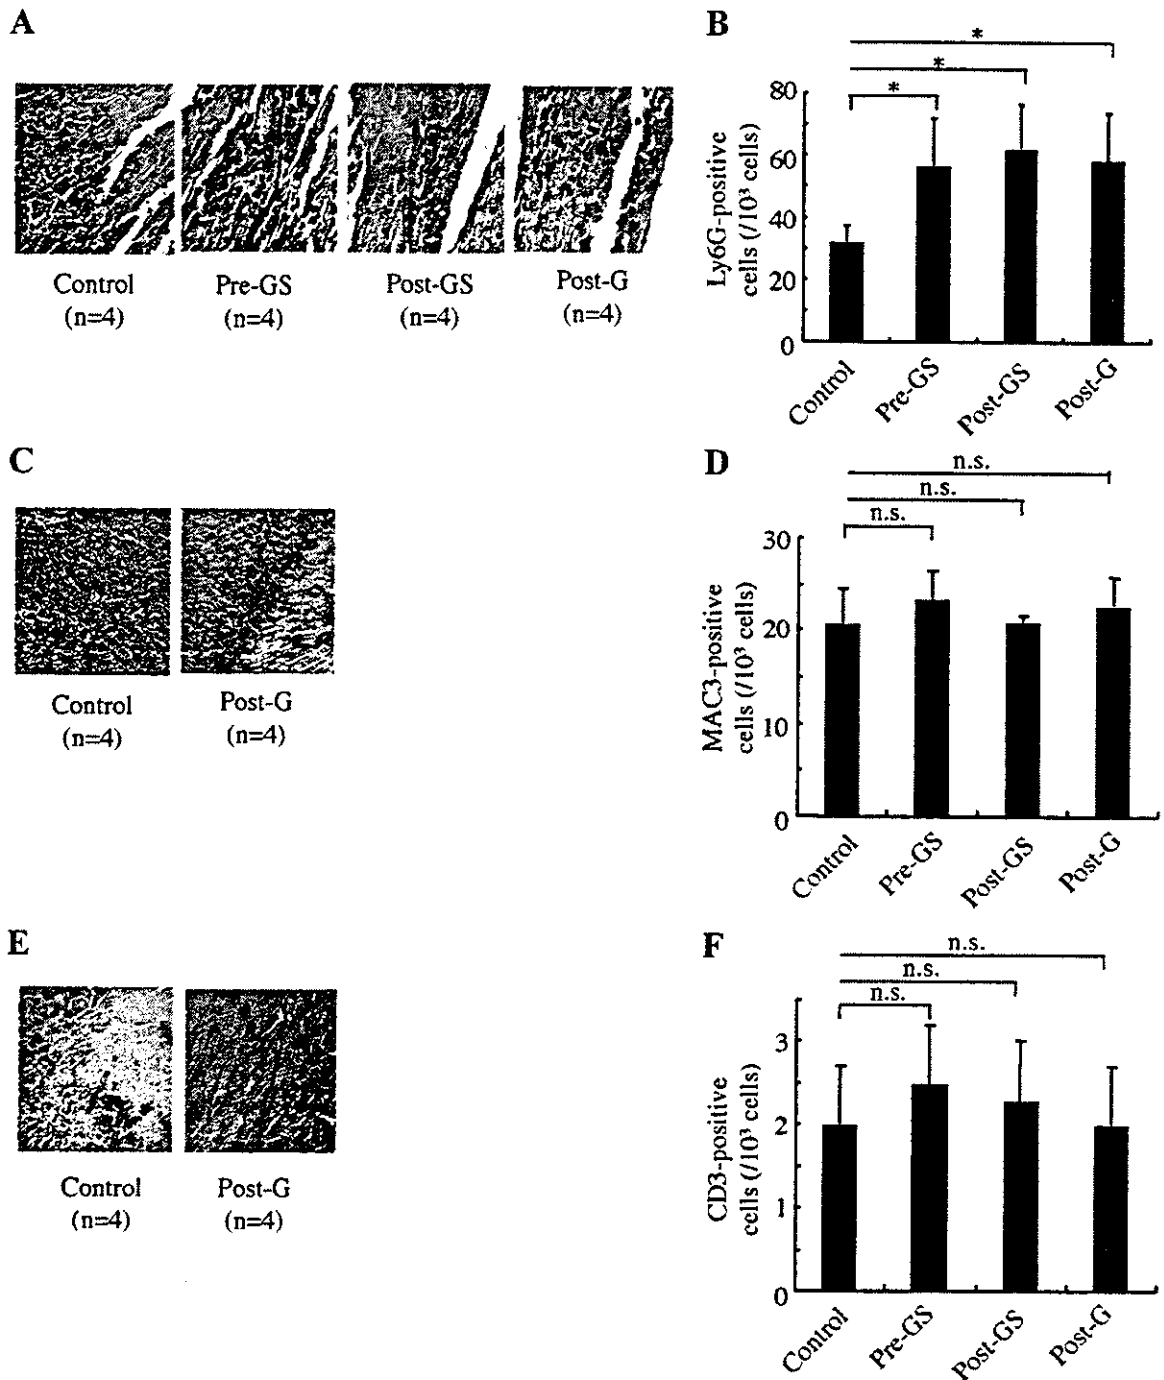 A
Control
(n=4)
Pre-GS
(n=4)
Post-GS
(n=4)
Post-G
(n=4)
B
*
*
*
Ly6G-positive
cells (/10³ cells)
80
60
40
20
0
Control
Pre-GS
Post-GS
Post-G
C
Control
(n=4)
Post-G
(n=4)
D
n.s.
n.s.
n.s.
MAC3-positive
cells (/10³ cells)
30
20
10
0
Control
Pre-GS
Post-GS
Post-G
E
Control
(n=4)
Post-G
(n=4)
F
n.s.
n.s.
n.s.
CD3-positive
cells (/10³ cells)
3
2
1
0
Control
Pre-GS
Post-GS
Post-G